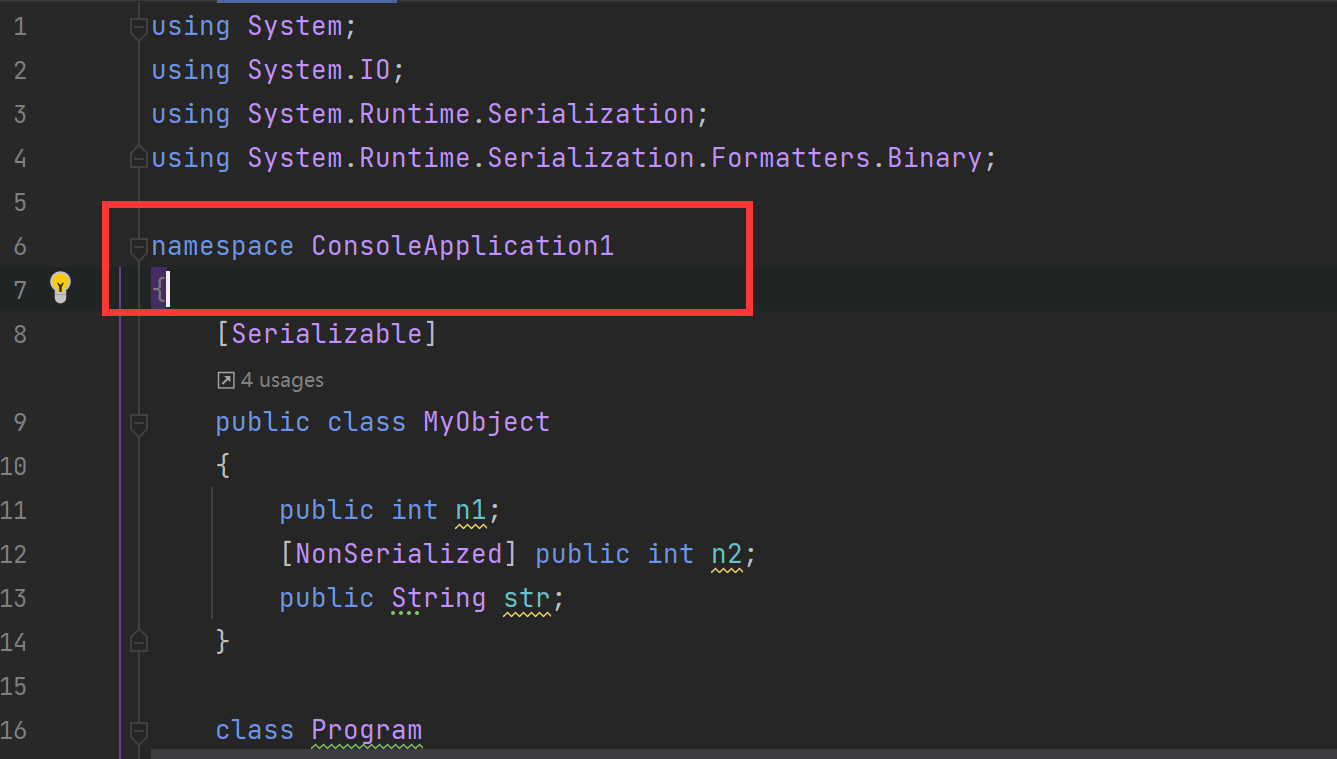 1 using System;
2 using System.IO;
3 using System.Runtime.Serialization;
4 using System.Runtime.Serialization.Formatters.Binary;
5
6 namespace ConsoleApplication1
7 {
8 [Serializable]
4 usages
9 public class MyObject
10 {
11 public int n1;
12 [NonSerialized] public int n2;
13 public String str;
14 }
15
16 class Program